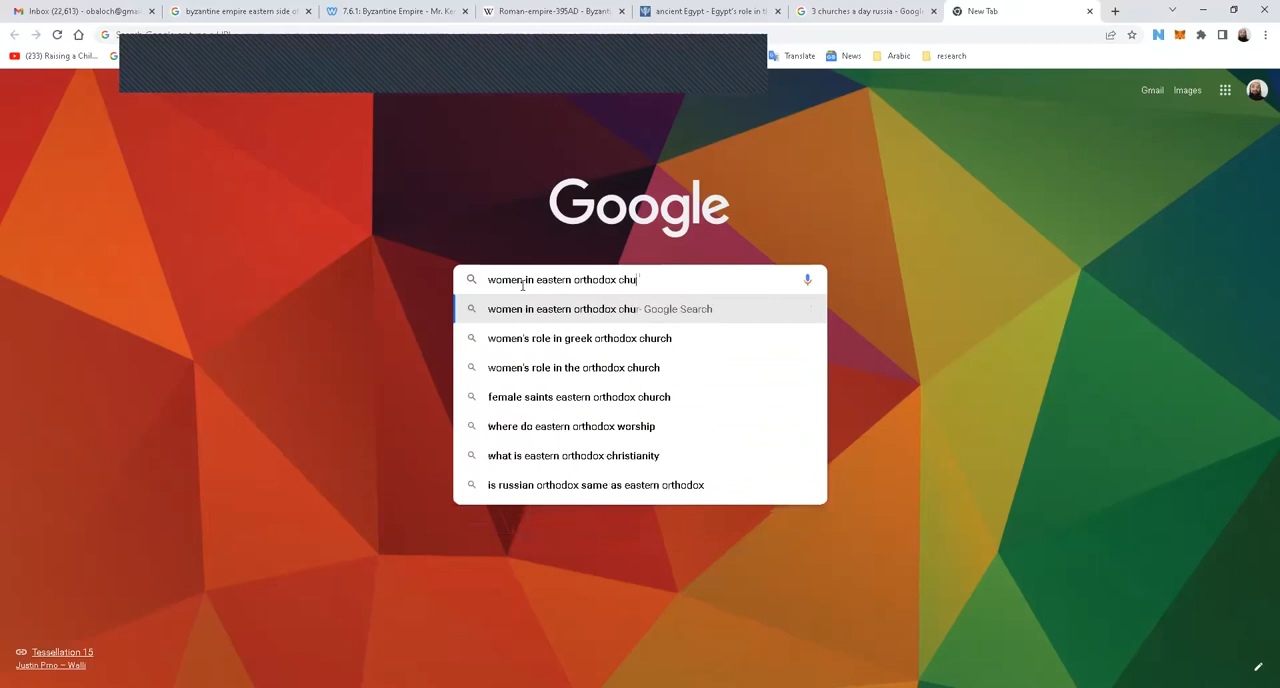 Inbox (22,613) - obaloch@gmai
byzantine empire eastern side of
7.6.1: Byzantine Empire - Mr. Ker
Roman-empire-395AD - Byzanti
ancient Egypt - Egypt's role in th
3 churches a day russia - Google
New Tab
(233) Raising a Chil...
Translate
News
Arabic
research
Gmail
Images
Google
women in eastern orthodox chu
women in eastern orthodox chu - Google Search
women's role in greek orthodox church
women's role in the orthodox church
female saints eastern orthodox church
where do eastern orthodox worship
what is eastern orthodox christianity
is russian orthodox same as eastern orthodox
Tessellation 15
Justin Prno – Walli